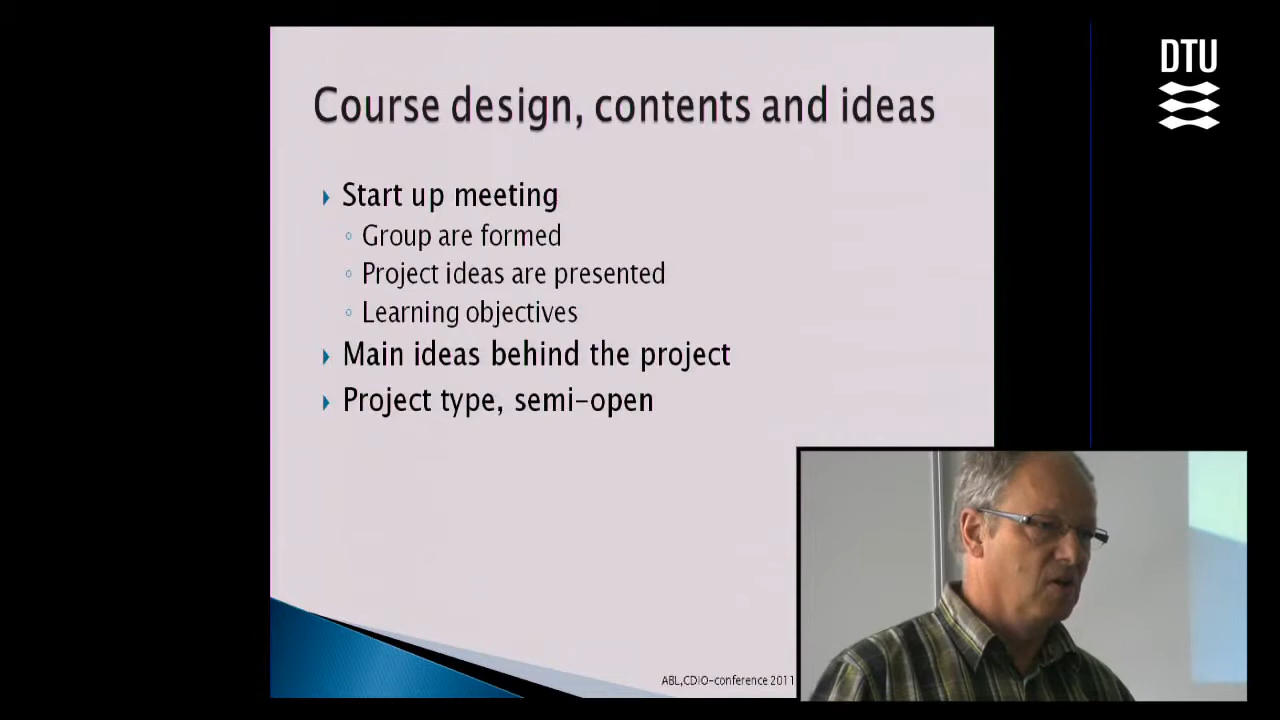 DTU
Course design, contents and ideas
Start up meeting
Group are formed
Project ideas are presented
Learning objectives
Main ideas behind the project
Project type, semi-open
ABL,CDIO-conference 2011